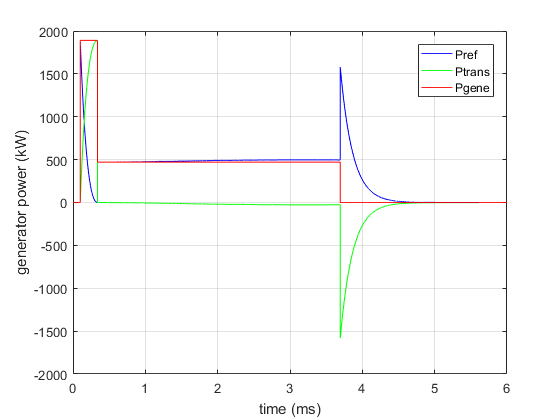 2000
1500
1000
500
0
-500
-1000
-1500
-2000
generator power (kW)
Pref
Ptrans
Pgene
0 1 2 3 4 5 6
time (ms)